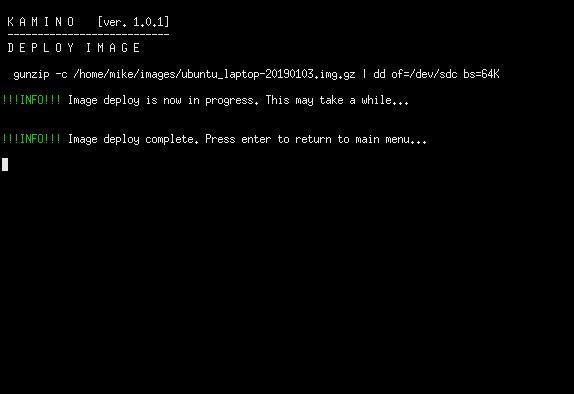 K A M I N O [ver. 1.0.1]
---------------------------
D E P L O Y I M A G E
gunzip -c /home/mike/images/ubuntu_laptop-20190103.img.gz | dd of=/dev/sdc bs=64K
!!!INFO!!! Image deploy is now in progress. This may take a while...
!!!INFO!!! Image deploy complete. Press enter to return to main menu...